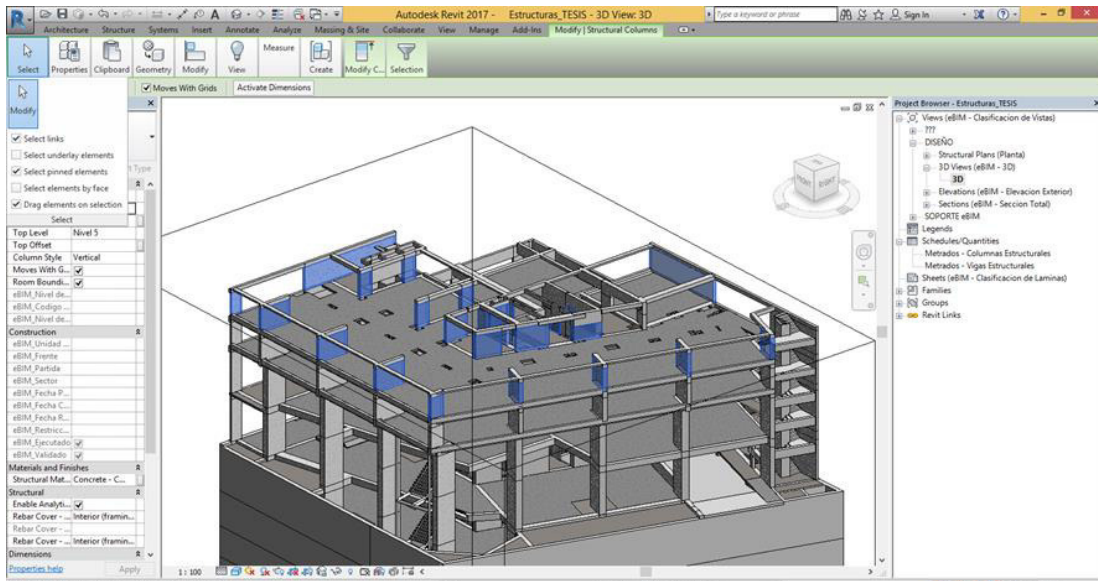 Autodesk Revit 2017 - Estructuras_TESIS - 3D View: 3D
Type a keyword or phrase
Sign In
Architecture Structure Systems Insert Annotate Analyze Massing & Site Collaborate View Manage Add-Ins Modify | Structural Columns
Select Properties Clipboard Geometry Modify View Measure Create Modify C... Selection
Modify
Moves With Grids Activate Dimensions
Select links
Select underlay elements
Select pinned elements
Select elements by face
Drag elements on selection
Select
Type
Top Level Nivel 5
Top Offset
Column Style Vertical
Moves With G...
Room Boundi...
eBIM_Nivel de...
eBIM_Codigo ...
eBIM_Nivel de...
Construction
eBIM_Unidad ...
eBIM_Frente
eBIM_Partida
eBIM_Sector
eBIM_Fecha P...
eBIM_Fecha C...
eBIM_Fecha R...
eBIM_Restricc...
eBIM_Ejecutado
eBIM_Validado
Materials and Finishes
Structural Mat... Concrete - C...
Structural
Enable Analyti...
Rebar Cover - ... Interior (framin...
Rebar Cover - ...
Rebar Cover - ... Interior (framin...
Dimensions
Properties help Apply
1 : 100
FRONT RIGHT
Project Browser - Estructuras_TESIS
Views (eBIM - Clasificacion de Vistas)
???
DISEÑO
Structural Plans (Planta)
3D Views (eBIM - 3D)
3D
Elevations (eBIM - Elevacion Exterior)
Sections (eBIM - Seccion Total)
SOPORTE eBIM
Legends
Schedules/Quantities
Metrados - Columnas Estructurales
Metrados - Vigas Estructurales
Sheets (eBIM - Clasificacion de Laminas)
Families
Groups
Revit Links